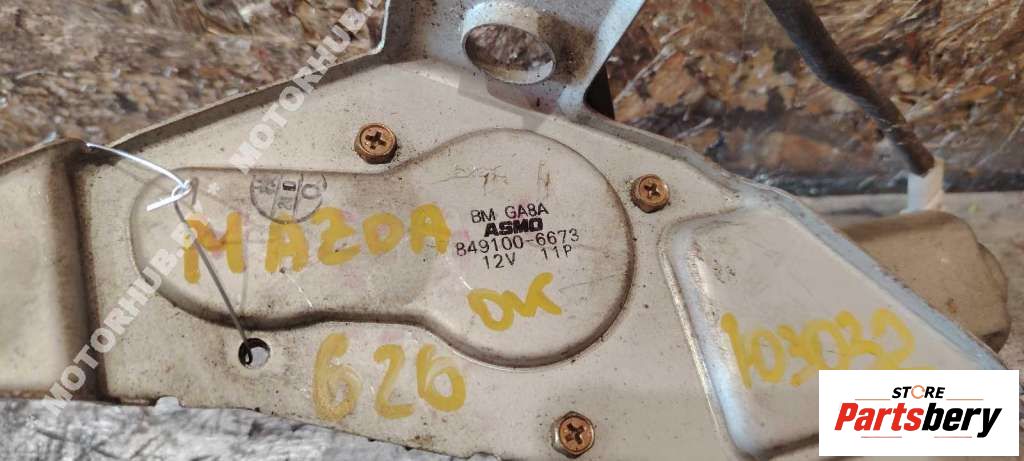 MOTORHUB.
MOTORHUB
MOTORHUB.
BM GA8A
ASMO
849100-6673
12V 11P
MAZDA
OK
626
103032
STORE
Partsbery